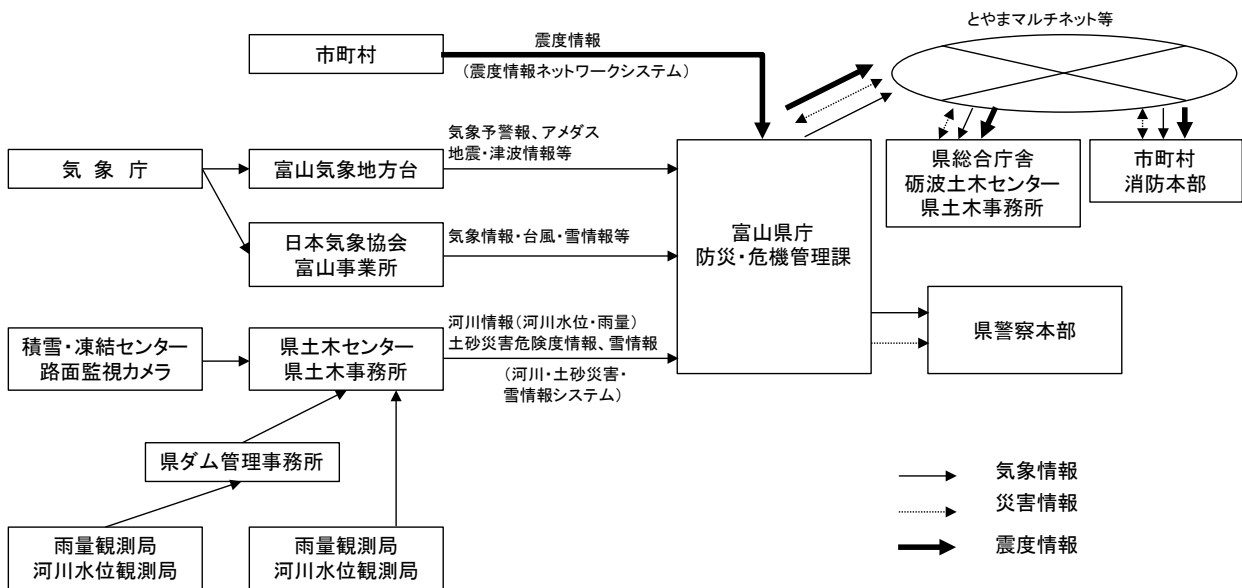 とやまマルチネット等
震度情報
市町村
(震度情報ネットワークシステム)
気象予警報、アメダス
地震・津波情報等
気 象 庁
富山気象地方台
県総合庁舎
砺波土木センター
県土木事務所
市町村
消防本部
日本気象協会
富山事業所
気象情報・台風・雪情報等
富山県庁
防災・危機管理課
河川情報(河川水位・雨量)
土砂災害危険度情報、雪情報
県警察本部
積雪・凍結センター
路面監視カメラ
県土木センター
県土木事務所
(河川・土砂災害・
雪情報システム)
県ダム管理事務所
気象情報
災害情報
震度情報
雨量観測局
河川水位観測局
雨量観測局
河川水位観測局